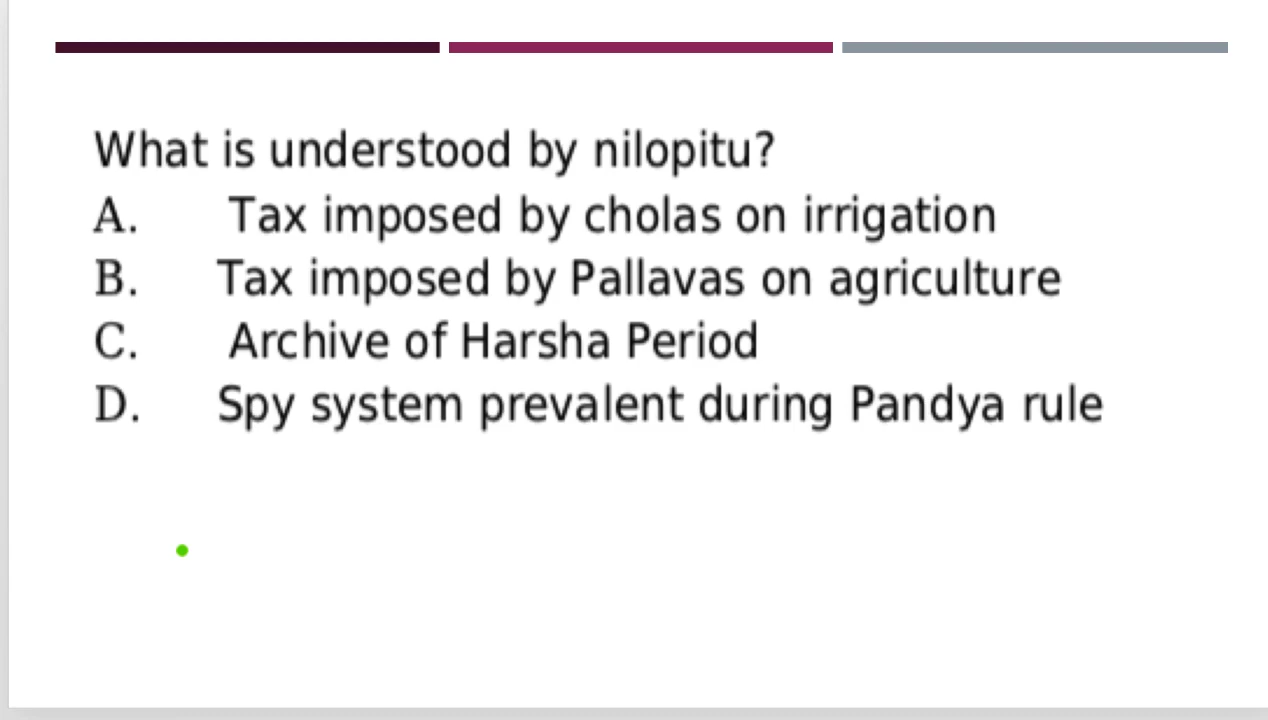 What is understood by nilopitu?
A. Tax imposed by cholas on irrigation
B. Tax imposed by Pallavas on agriculture
C. Archive of Harsha Period
D. Spy system prevalent during Pandya rule